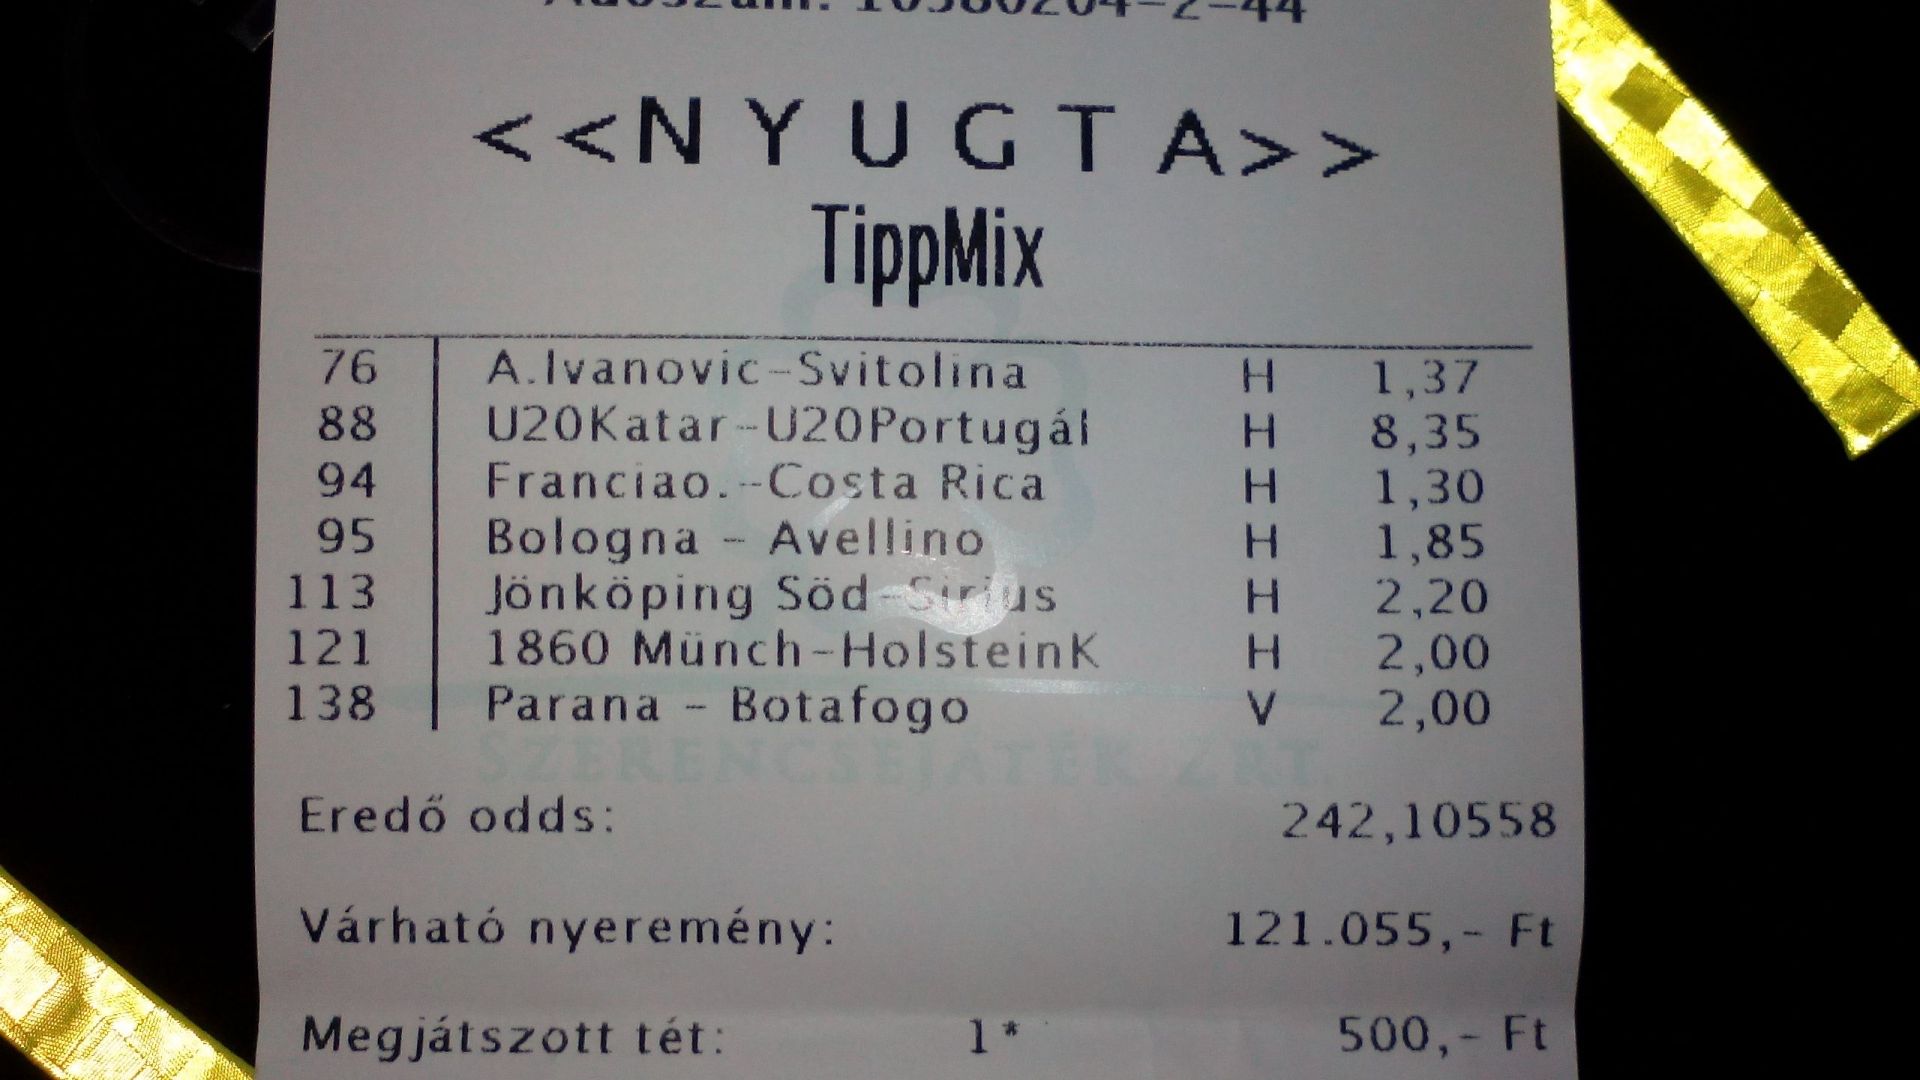 <<NYUGTA>>
TippMix
76 A.Ivanovic-Svitolina H 1,37
88 U20Katar-U20Portugál H 8,35
94 Franciao.-Costa Rica H 1,30
95 Bologna - Avellino H 1,85
113 Jönköping Söd-Sirius H 2,20
121 1860 Münch-HolsteinK H 2,00
138 Parana - Botafogo V 2,00
SZERENCSEJÁTÉK ZRT.
Eredő odds: 242,10558
Várható nyeremény: 121.055,- Ft
Megjátszott tét: 1* 500,- Ft